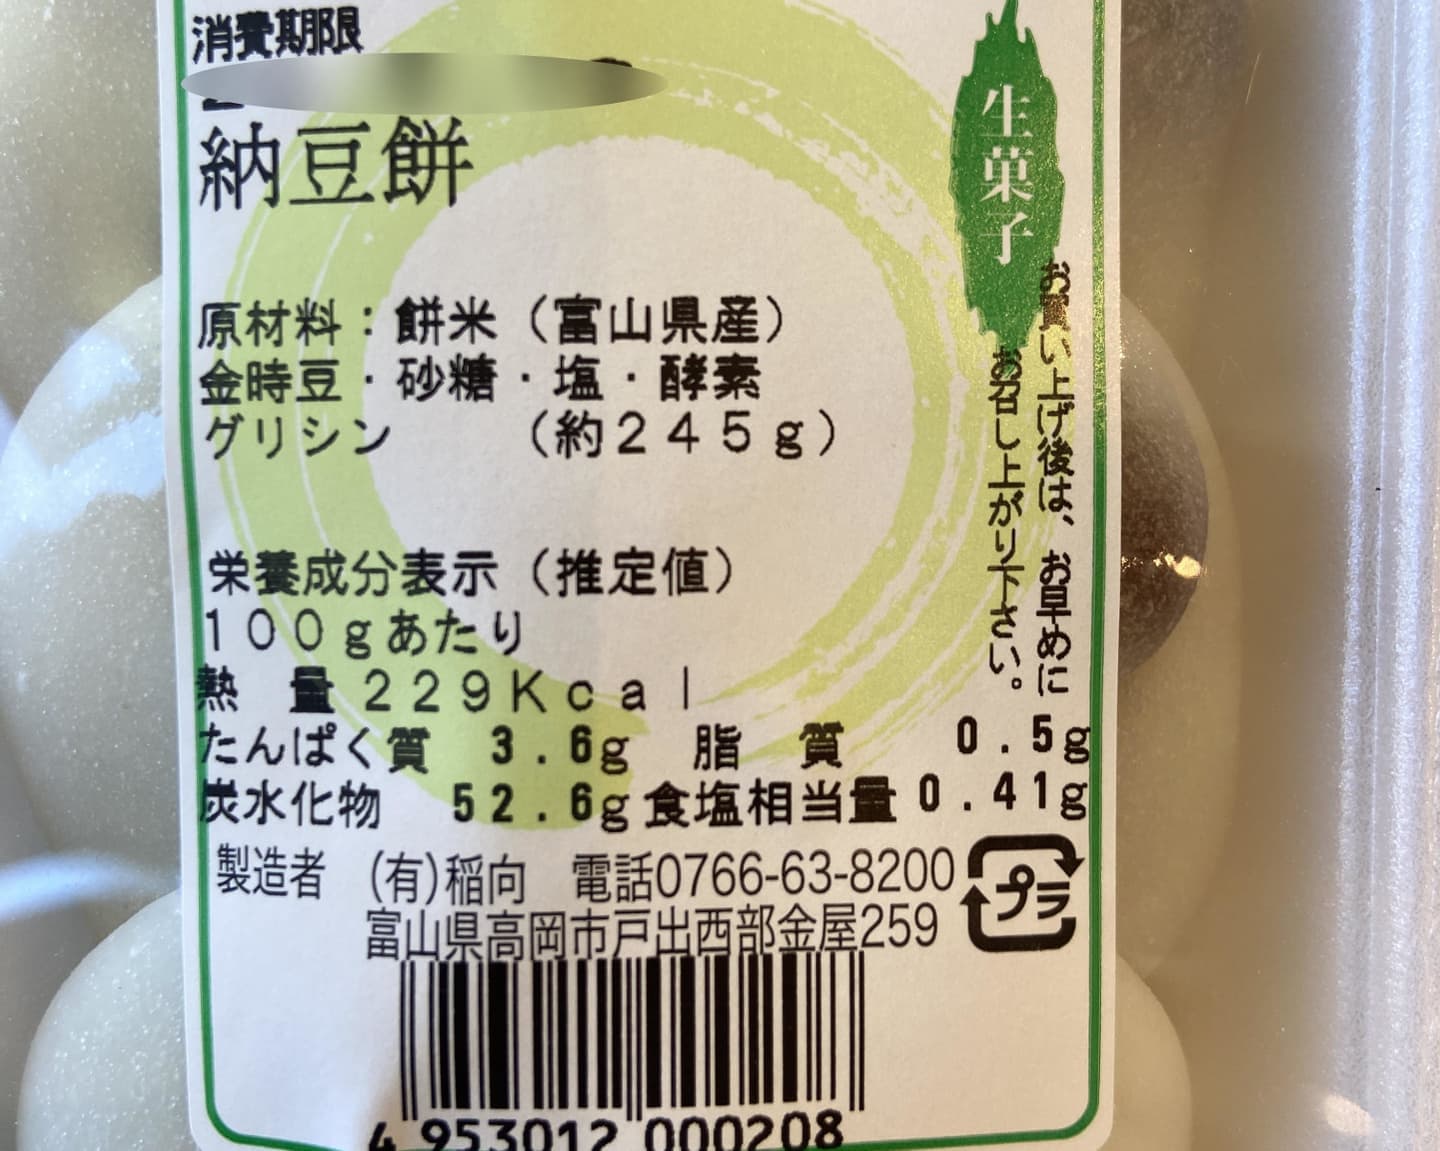 消費期限
納豆餅
原材料：餅米（富山県産）
金時豆・砂糖・塩・酵素
グリシン　（約２４５ｇ）
栄養成分表示（推定値）
１００ｇあたり
熱　量２２９Ｋｃａｌ
たんぱく質　３．６ｇ　脂　質　０．５ｇ
炭水化物　５２．６ｇ食塩相当量０．４１ｇ
製造者　(有)稲向　電話0766-63-8200
富山県高岡市戸出西部金屋259
プラ
4 953012 000208
生菓子
お買い上げ後は、お早めに
お召し上がり下さい。